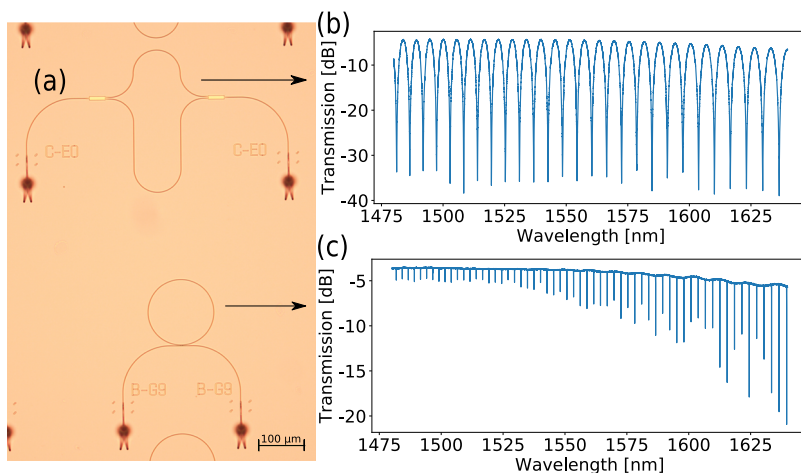 (a)
C-E0
C-E0
B-G9
B-G9
100 µm
(b)
Transmission [dB]
-10
-20
-30
-40
1475
1500
1525
1550
1575
1600
1625
Wavelength [nm]
(c)
Transmission [dB]
-5
-10
-15
-20
1475
1500
1525
1550
1575
1600
1625
Wavelength [nm]